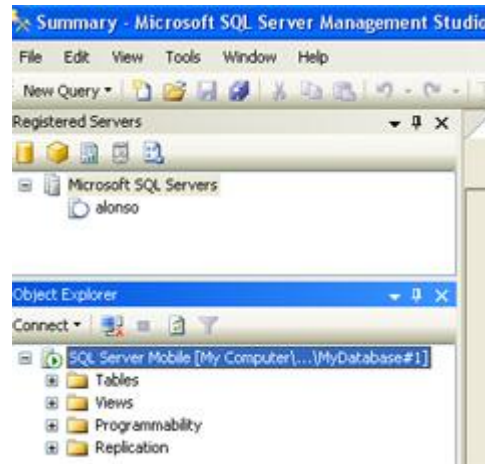 Summary - Microsoft SQL Server Management Studio
File Edit View Tools Window Help
New Query
Registered Servers
Microsoft SQL Servers
alonso
Object Explorer
Connect
SQL Server Mobile [My Computer\...\MyDatabase#1]
Tables
Views
Programmability
Replication